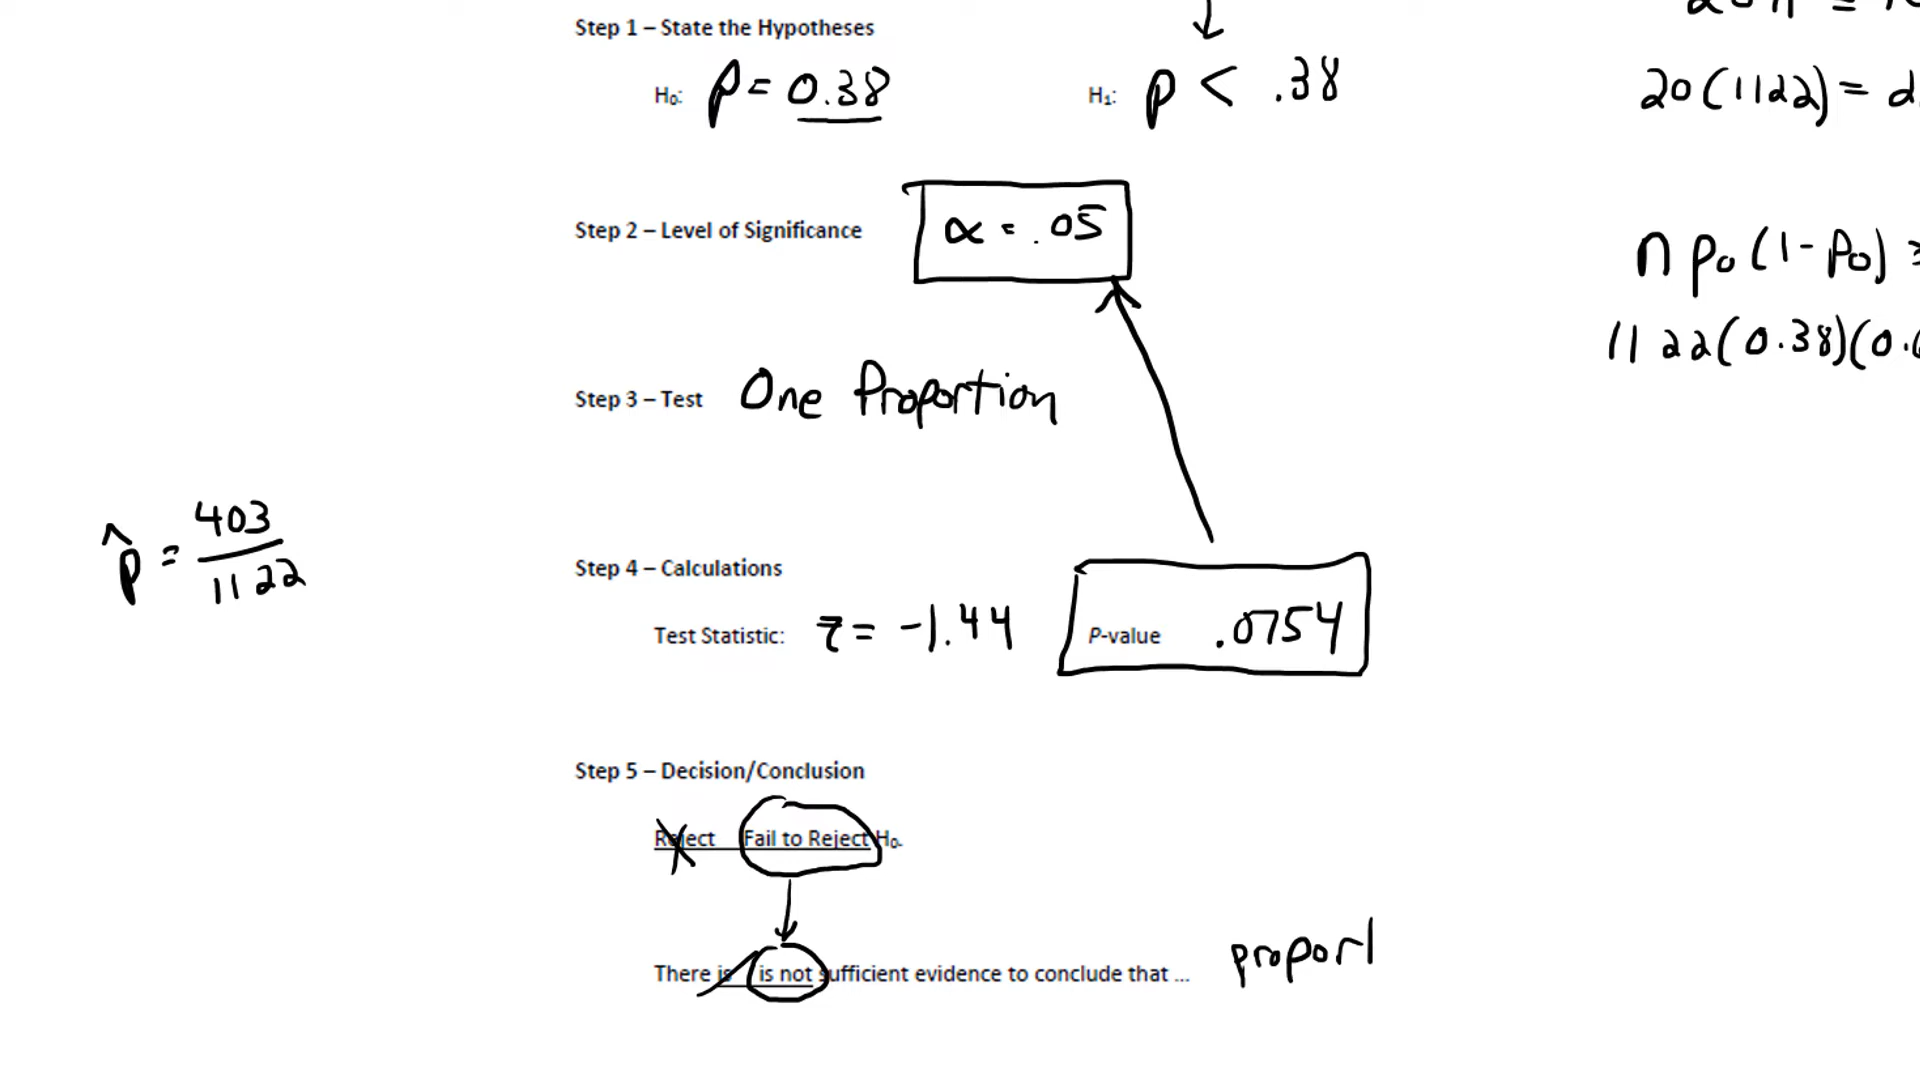 Step 1 – State the Hypotheses
H₀: p = 0.38 H₁: p < .38
20(1122) =
Step 2 – Level of Significance α = .05
n p₀ (1 - p₀)
1122(0.38)(0.
Step 3 – Test One Proportion
p̂ = 403/1122
Step 4 – Calculations
Test Statistic: z = -1.44 P-value .0754
Step 5 – Decision/Conclusion
Reject Fail to Reject H₀.
There is is not sufficient evidence to conclude that ... proport